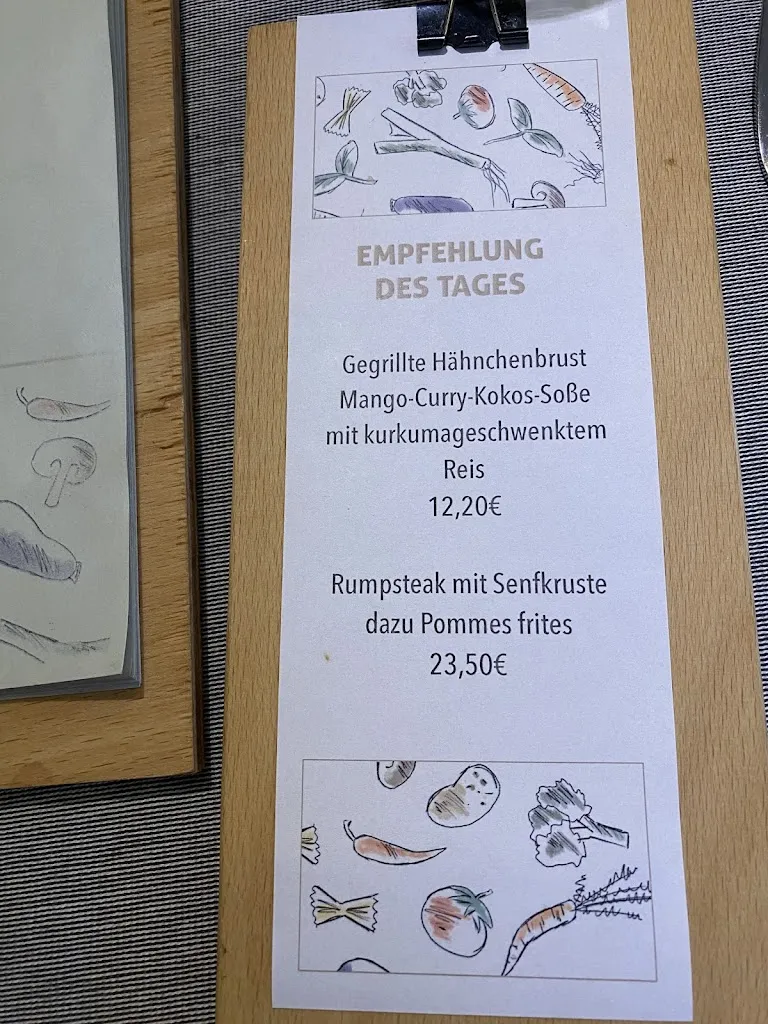 EMPFEHLUNG
DES TAGES
Gegrillte Hähnchenbrust
Mango-Curry-Kokos-Soße
mit kurkumageschwenktem
Reis
12,20€
Rumpsteak mit Senfkruste
dazu Pommes frites
23,50€